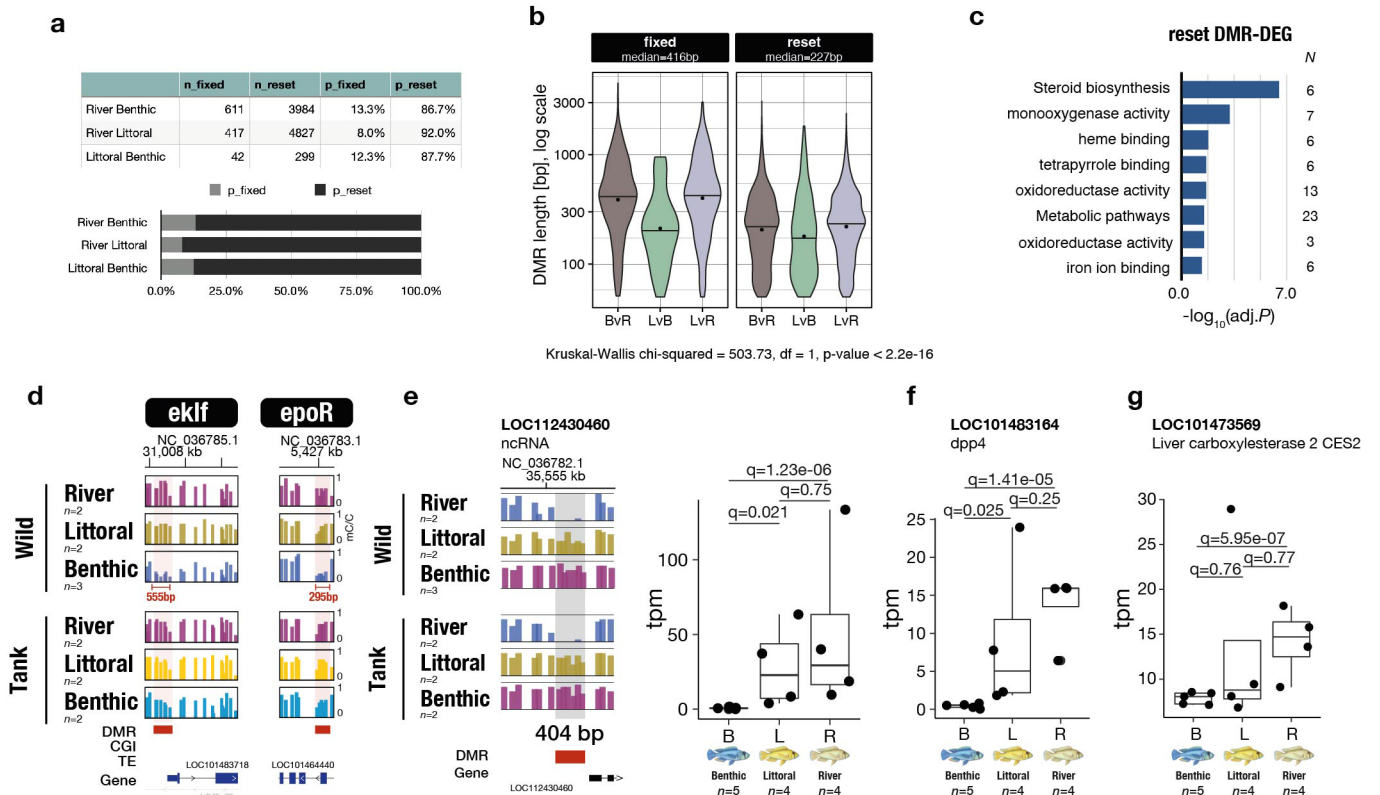 a
n_fixed n_reset p_fixed p_reset
River Benthic 611 3984 13.3% 86.7%
River Littoral 417 4827 8.0% 92.0%
Littoral Benthic 42 299 12.3% 87.7%
p_fixed p_reset
River Benthic
River Littoral
Littoral Benthic
0.0% 25.0% 50.0% 75.0% 100.0%
b
fixed
median=416bp
reset
median=227bp
DMR length [bp], log scale
3000
1000
300
100
BvR LvB LvR BvR LvB LvR
Kruskal-Wallis chi-squared = 503.73, df = 1, p-value < 2.2e-16
c
reset DMR-DEG
N
Steroid biosynthesis 6
monooxygenase activity 7
heme binding 6
tetrapyrrole binding 6
oxidoreductase activity 13
Metabolic pathways 23
oxidoreductase activity 3
iron ion binding 6
0.0 7.0
-log10(adj.P)
d
eklf epoR
NC_036785.1 NC_036783.1
31,008 kb 5,427 kb
Wild
River
n=2
1
0
Littoral
n=2
1
0
mC/C
Benthic
n=3
1
0
555bp 295bp
Tank
River
n=2
1
0
Littoral
n=2
1
0
Benthic
n=2
1
0
DMR
CGI
TE
LOC101483718 LOC101464440
Gene
e
LOC112430460
ncRNA
NC_036782.1
35,555 kb
Wild
River
n=2
Littoral
n=2
Benthic
n=3
Tank
River
n=2
Littoral
n=2
Benthic
n=2
404 bp
DMR
Gene
LOC112430460
q=1.23e-06
q=0.75
q=0.021
tpm
100
50
0
B L R
Benthic Littoral River
n=5 n=4 n=4
f
LOC101483164
dpp4
q=1.41e-05
q=0.25
q=0.025
tpm
25
20
15
10
5
0
B L R
Benthic Littoral River
n=5 n=4 n=4
g
LOC101473569
Liver carboxylesterase 2 CES2
30
25
20
15
10
tpm
q=5.95e-07
q=0.77
q=0.76
B L R
Benthic Littoral River
n=5 n=4 n=4